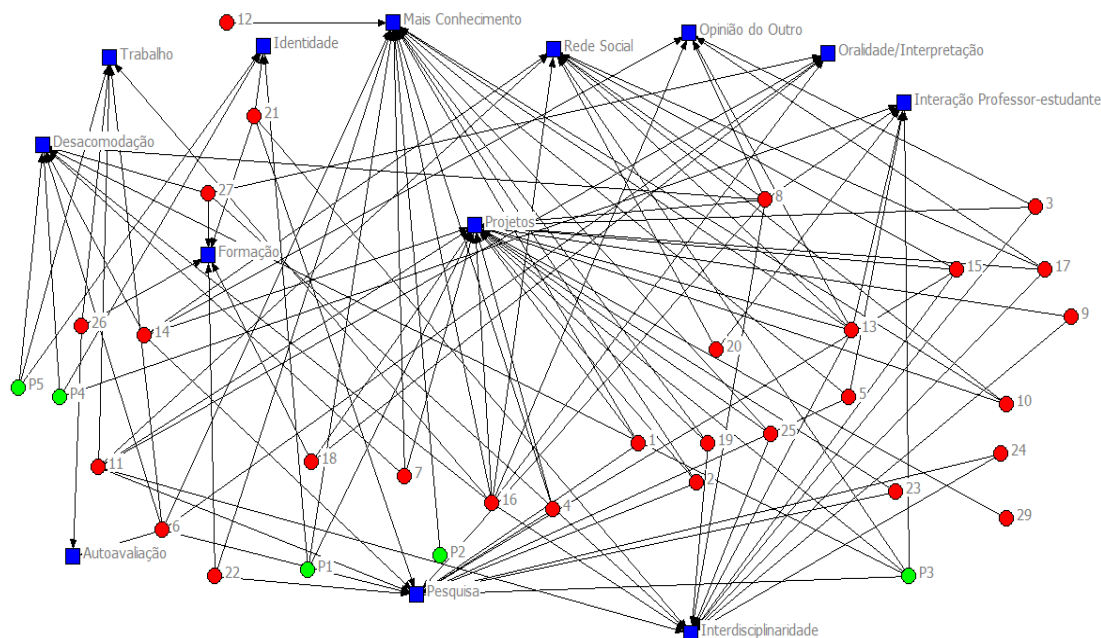 12
Mais Conhecimento
Opinião do Outro
Identidade
Rede Social
Oralidade/Interpretação
Trabalho
Interação Professor-estudante
21
Desacomodação
27
8
3
Projetos
Formação
15
17
26
14
13
9
20
P5
P4
5
10
1
19
25
24
11
18
7
2
23
16
4
29
6
Autoavaliação
P2
22
P1
P3
Pesquisa
Interdisciplinaridade